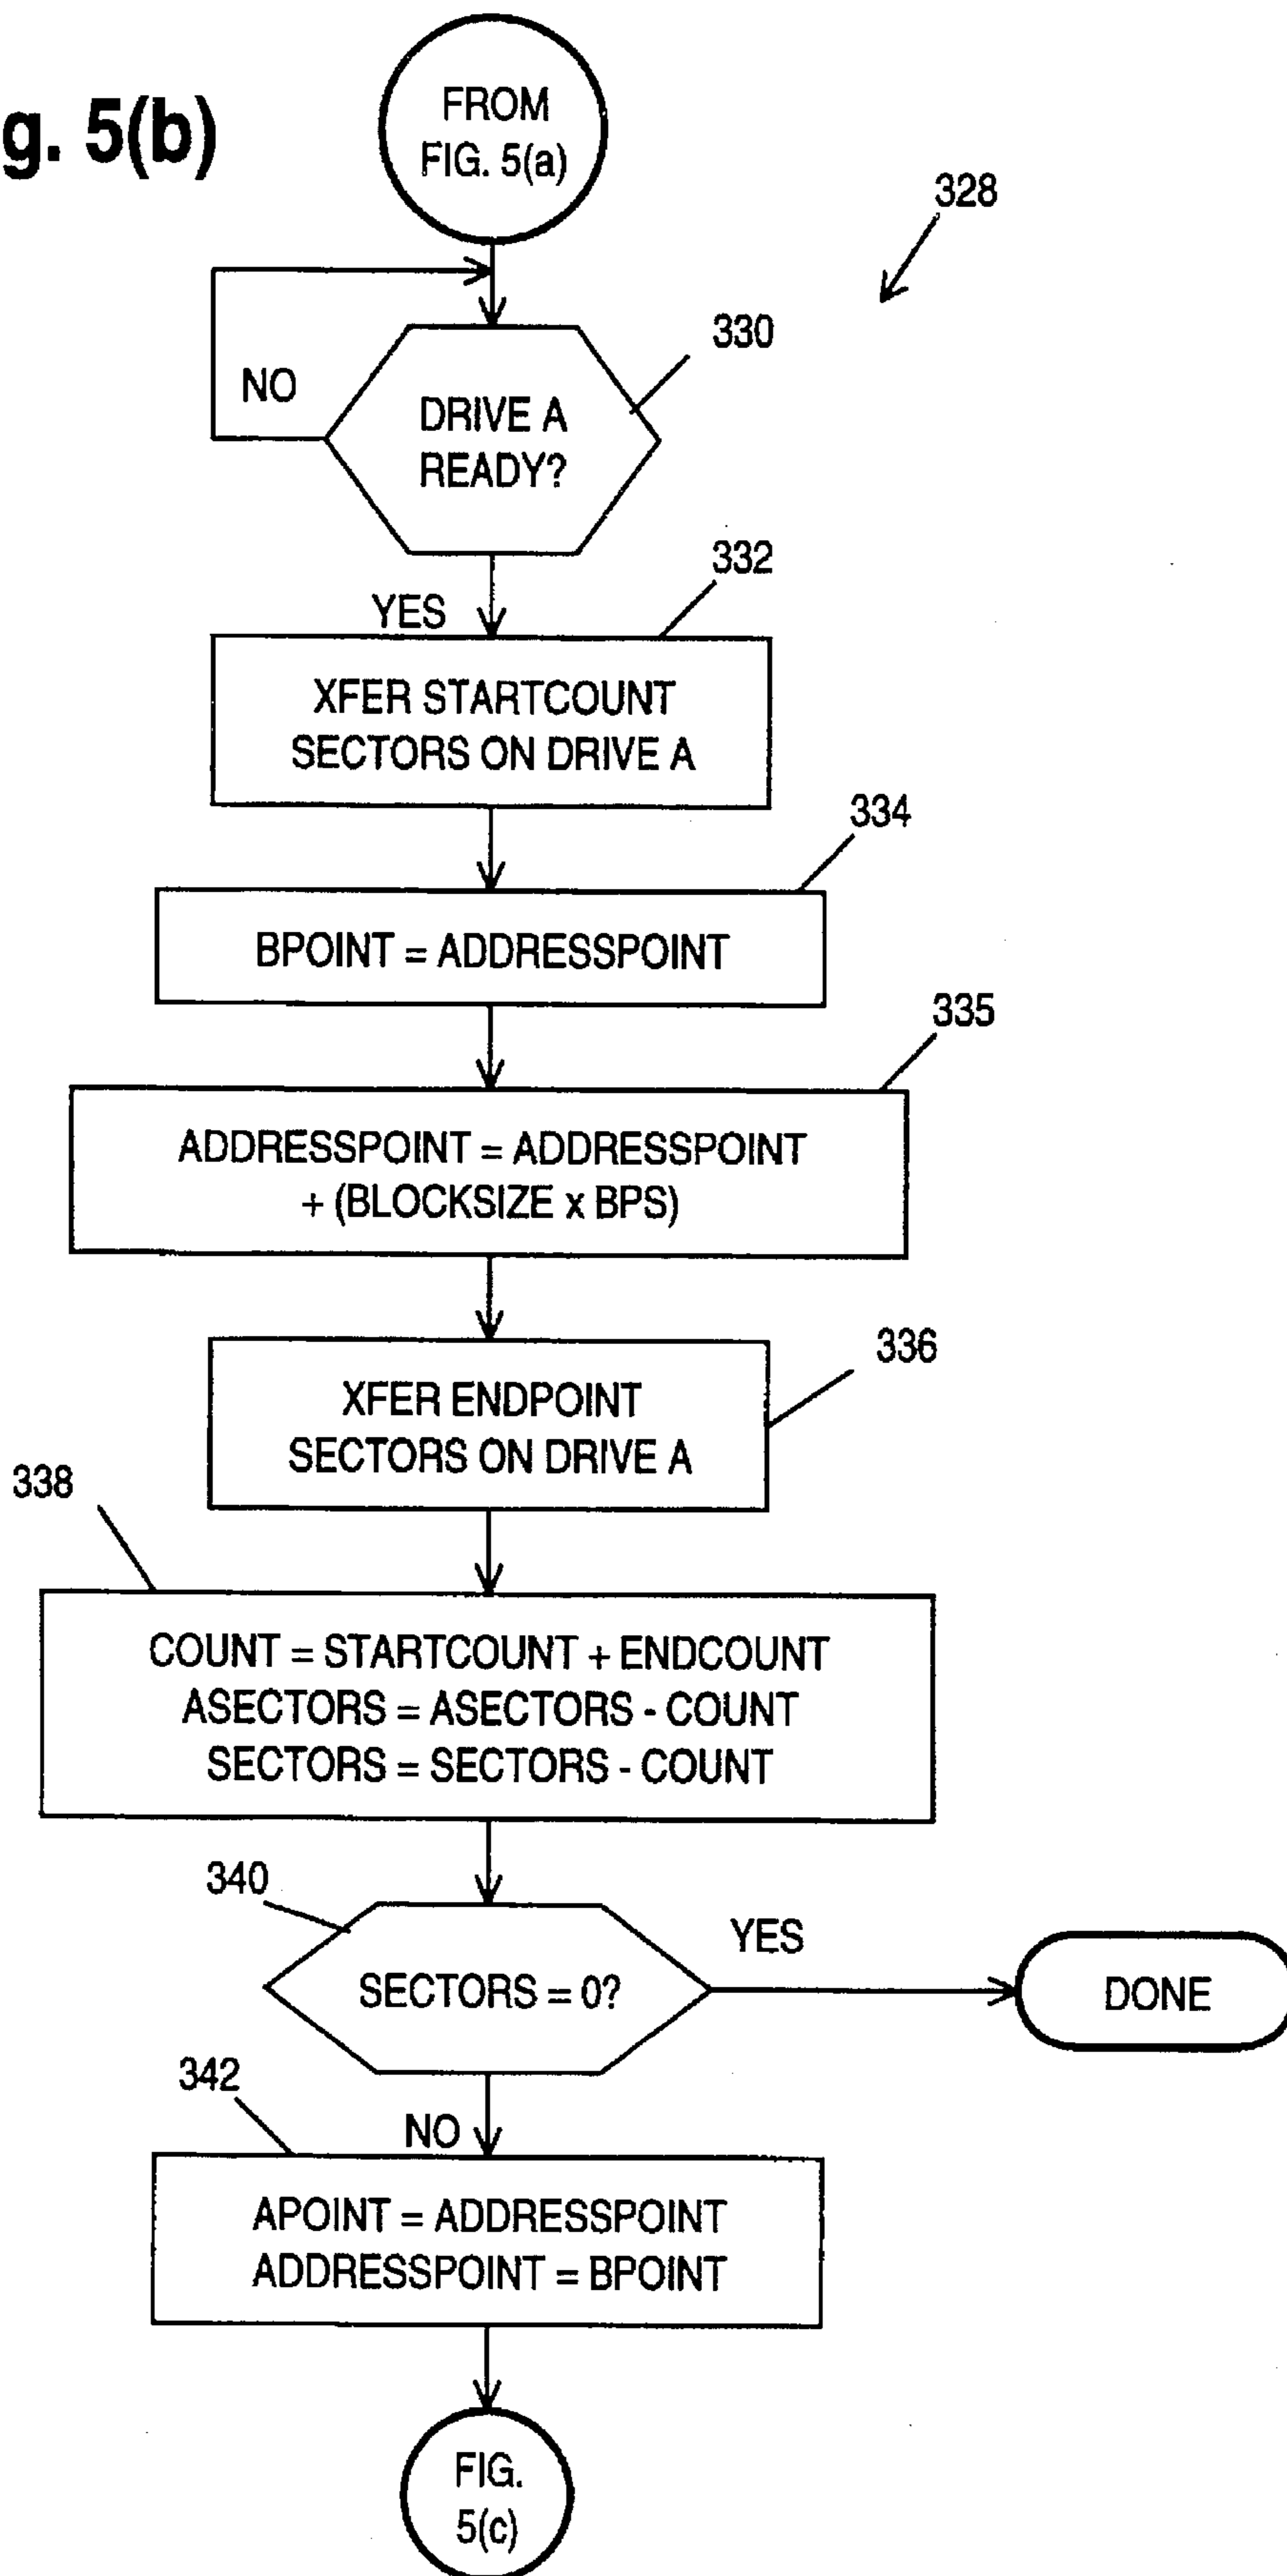 g. 5(b)
FROM
FIG. 5(a)
328
330
NO
DRIVE A
READY?
332
YES
XFER STARTCOUNT
SECTORS ON DRIVE A
334
BPOINT = ADDRESSPOINT
335
ADDRESSPOINT = ADDRESSPOINT
+ (BLOCKSIZE x BPS)
336
XFER ENDPOINT
SECTORS ON DRIVE A
338
COUNT = STARTCOUNT + ENDCOUNT
ASECTORS = ASECTORS - COUNT
SECTORS = SECTORS - COUNT
340
YES
SECTORS = 0?
DONE
342
NO
APOINT = ADDRESSPOINT
ADDRESSPOINT = BPOINT
FIG.
5(c)